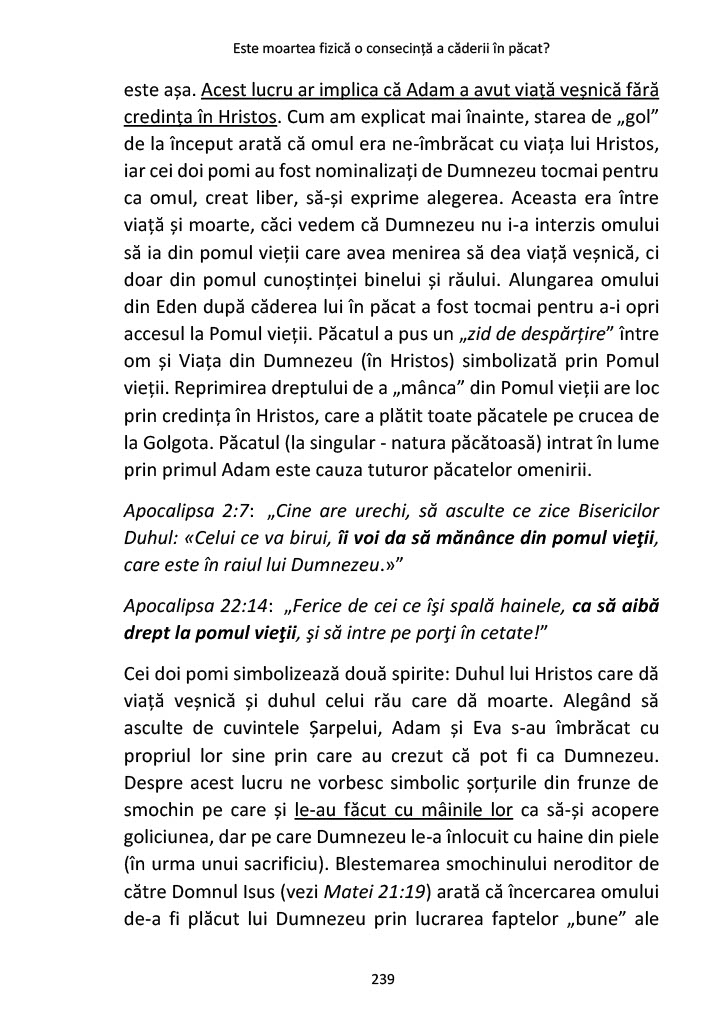 Este moartea fizică o consecință a căderii în păcat?
este așa. Acest lucru ar implica că Adam a avut viață veșnică fără
credința în Hristos. Cum am explicat mai înainte, starea de „gol”
de la început arată că omul era ne-îmbrăcat cu viața lui Hristos,
iar cei doi pomi au fost nominalizați de Dumnezeu tocmai pentru
ca omul, creat liber, să-și exprime alegerea. Aceasta era între
viață și moarte, căci vedem că Dumnezeu nu i-a interzis omului
să ia din pomul vieții care avea menirea să dea viață veșnică, ci
doar din pomul cunoștinței binelui și răului. Alungarea omului
din Eden după căderea lui în păcat a fost tocmai pentru a-i opri
accesul la Pomul vieții. Păcatul a pus un „zid de despărțire” între
om și Viața din Dumnezeu (în Hristos) simbolizată prin Pomul
vieții. Reprimirea dreptului de a „mânca” din Pomul vieții are loc
prin credința în Hristos, care a plătit toate păcatele pe crucea de
la Golgota. Păcatul (la singular - natura păcătoasă) intrat în lume
prin primul Adam este cauza tuturor păcatelor omenirii.
Apocalipsa 2:7: „Cine are urechi, să asculte ce zice Bisericilor
Duhul: «Celui ce va birui, îi voi da să mănânce din pomul vieţii,
care este în raiul lui Dumnezeu.»”
Apocalipsa 22:14: „Ferice de cei ce îşi spală hainele, ca să aibă
drept la pomul vieţii, şi să intre pe porţi în cetate!”
Cei doi pomi simbolizează două spirite: Duhul lui Hristos care dă
viață veșnică și duhul celui rău care dă moarte. Alegând să
asculte de cuvintele Șarpelui, Adam și Eva s-au îmbrăcat cu
propriul lor sine prin care au crezut că pot fi ca Dumnezeu.
Despre acest lucru ne vorbesc simbolic șorțurile din frunze de
smochin pe care și le-au făcut cu mâinile lor ca să-și acopere
goliciunea, dar pe care Dumnezeu le-a înlocuit cu haine din piele
(în urma unui sacrificiu). Blestemarea smochinului neroditor de
către Domnul Isus (vezi Matei 21:19) arată că încercarea omului
de-a fi plăcut lui Dumnezeu prin lucrarea faptelor „bune” ale
239